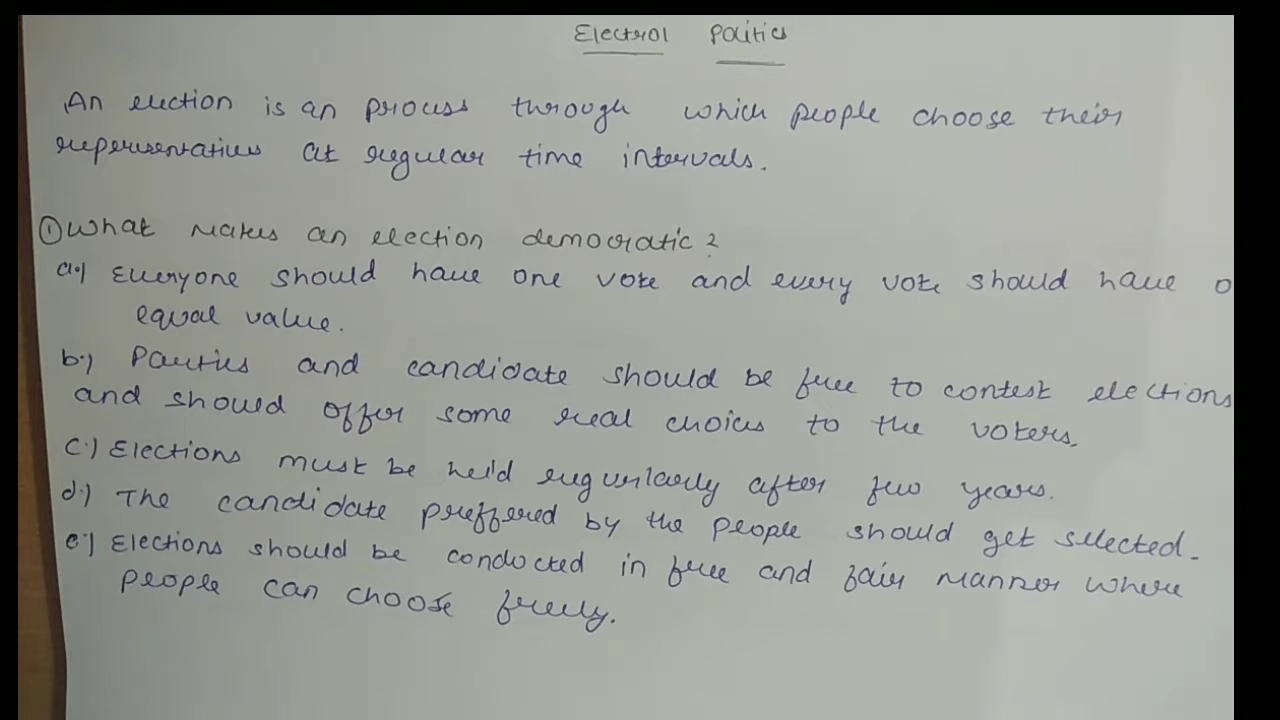 Electrol Politics
An election is an process through which people choose their
representatives at regular time intervals.
① What makes an election democratic?
a.) Everyone should have one vote and every vote should have
equal value.
b.) Parties and candidate should be free to contest elections
and should offer some real choices to the voters.
c.) Elections must be held regurlarly after few years.
d.) The candidate preffered by the people should get selected.
e.) Elections should be conducted in free and fair manner where
people can choose freely.